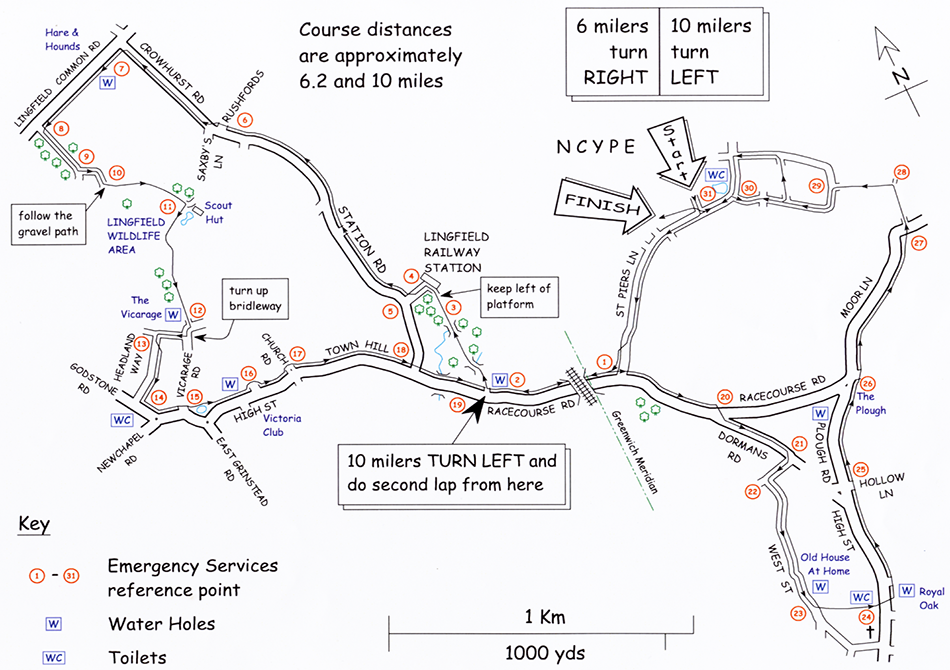 Course distances
are approximately
6.2 and 10 miles
6 milers
turn
RIGHT
10 milers
turn
LEFT
N
Hare &
Hounds
LINGFIELD COMMON RD
CROWHURST RD
RUSHFORDS
SAXBY'S
LN
7
W
8
9
10
6
follow the
gravel path
11
Scout
Hut
LINGFIELD
WILDLIFE
AREA
STATION RD
LINGFIELD
RAILWAY
STATION
4
keep left of
platform
3
5
turn up
bridleway
The
Vicarage
W
12
13
HEADLAND
WAY
VICARAGE
RD
GODSTONE
RD
14
15
WC
NEWCHAPEL
RD
EAST GRINSTEAD
RD
HIGH ST
Victoria
Club
W
16
CHURCH
RD
17
TOWN HILL
18
19
W
2
RACECOURSE RD
1
10 milers TURN LEFT and
do second lap from here
Greenwich Meridian
NCYPE
Start
FINISH
WC
31
30
29
28
27
ST PIERS LN
MOOR LN
20
RACECOURSE RD
26
The
Plough
W
DORMANS
RD
21
22
PLOUGH RD
25
HOLLOW
LN
HIGH ST
WEST ST
Old House
At Home
W
WC
W
Royal
Oak
23
24
Key
1 - 31
Emergency Services
reference point
W
Water Holes
WC
Toilets
1 Km
1000 yds